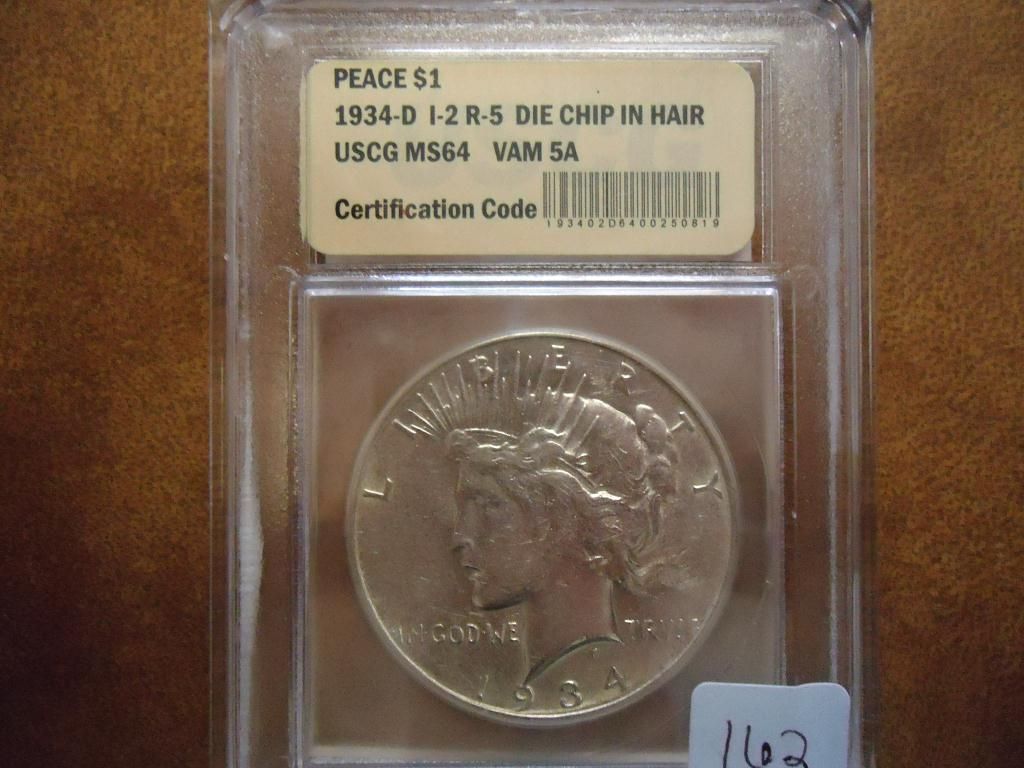 PEACE $1
1934-D I-2 R-5 DIE CHIP IN HAIR
USCG MS64 VAM 5A
Certification Code
193402D6400250819
LIBERTY
IN GOD WE TRVST
1934
162